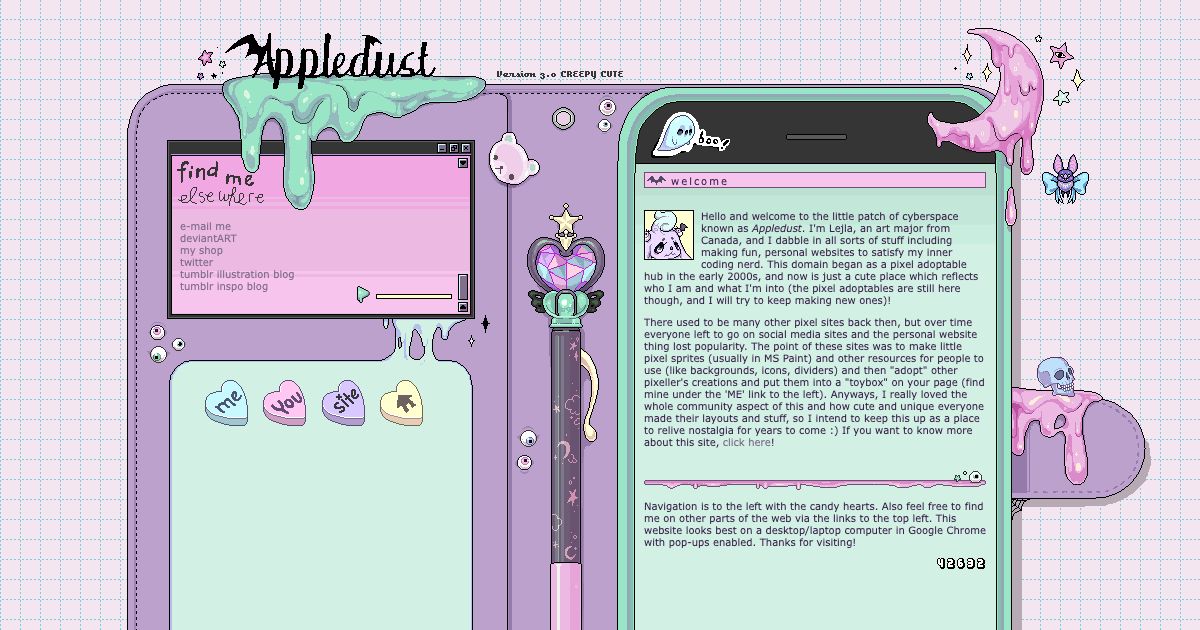 Appledust
Version 3.0 CREEPY CUTE
find me
elsewhere
e-mail me
deviantART
my shop
twitter
tumblr illustration blog
tumblr inspo blog
me
You
site
boo!
welcome
Hello and welcome to the little patch of cyberspace
known as Appledust. I'm Lejla, an art major from
Canada, and I dabble in all sorts of stuff including
making fun, personal websites to satisfy my inner
coding nerd. This domain began as a pixel adoptable
hub in the early 2000s, and now is just a cute place which reflects
who I am and what I'm into (the pixel adoptables are still here
though, and I will try to keep making new ones)!
There used to be many other pixel sites back then, but over time
everyone left to go on social media sites and the personal website
thing lost popularity. The point of these sites was to make little
pixel sprites (usually in MS Paint) and other resources for people to
use (like backgrounds, icons, dividers) and then "adopt" other
pixeller's creations and put them into a "toybox" on your page (find
mine under the 'ME' link to the left). Anyways, I really loved the
whole community aspect of this and how cute and unique everyone
made their layouts and stuff, so I intend to keep this up as a place
to relive nostalgia for years to come :) If you want to know more
about this site, click here!
Navigation is to the left with the candy hearts. Also feel free to find
me on other parts of the web via the links to the top left. This
website looks best on a desktop/laptop computer in Google Chrome
with pop-ups enabled. Thanks for visiting!
42692